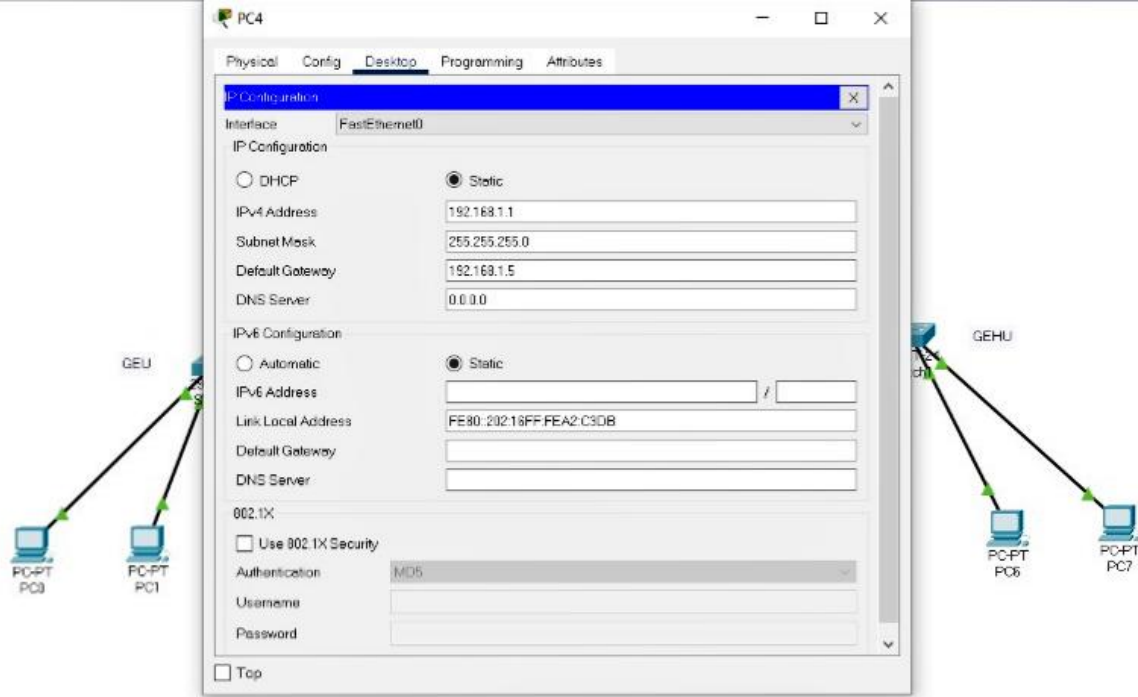 PC4
Physical Config Desktop Programming Attributes
IP Configuration X
Interface FastEthernet0
IP Configuration
DHCP Static
IPv4 Address 192.168.1.1
Subnet Mask 255.255.255.0
Default Gateway 192.168.1.5
DNS Server 0.0.0.0
IPv6 Configuration
Automatic Static
IPv6 Address /
Link Local Address FE80::202:16FF:FEA2:C3DB
Default Gateway
DNS Server
802.1X
Use 802.1X Security
Authentication MD5
Username
Password
Top
GEU
PC-PT
PC0
PC-PT
PC1
GEHU
PC-PT
PC6
PC-PT
PC7